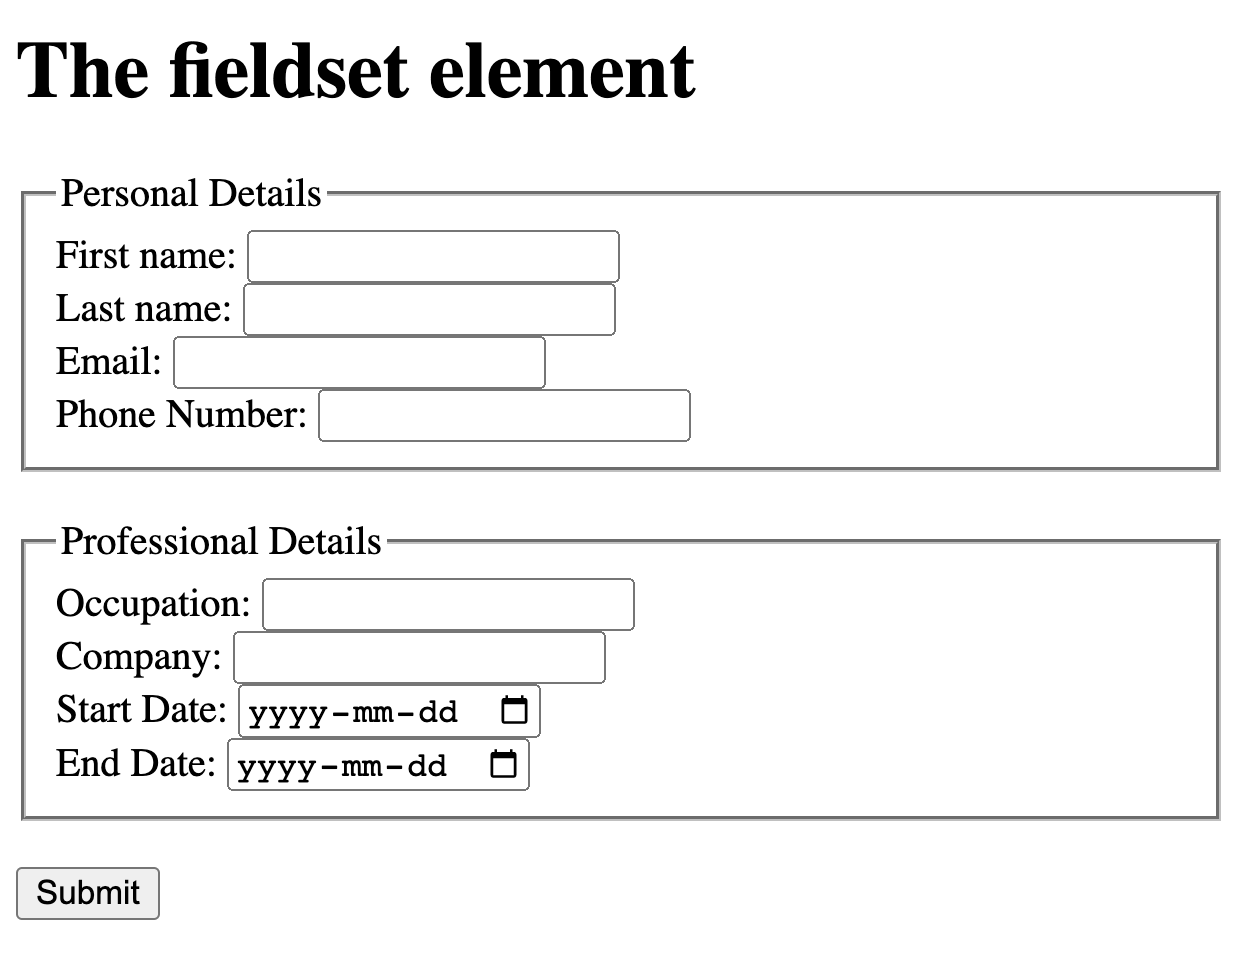 The fieldset element
Personal Details
First name:
Last name:
Email:
Phone Number:
Professional Details
Occupation:
Company:
Start Date: yyyy-mm-dd
End Date: yyyy-mm-dd
Submit